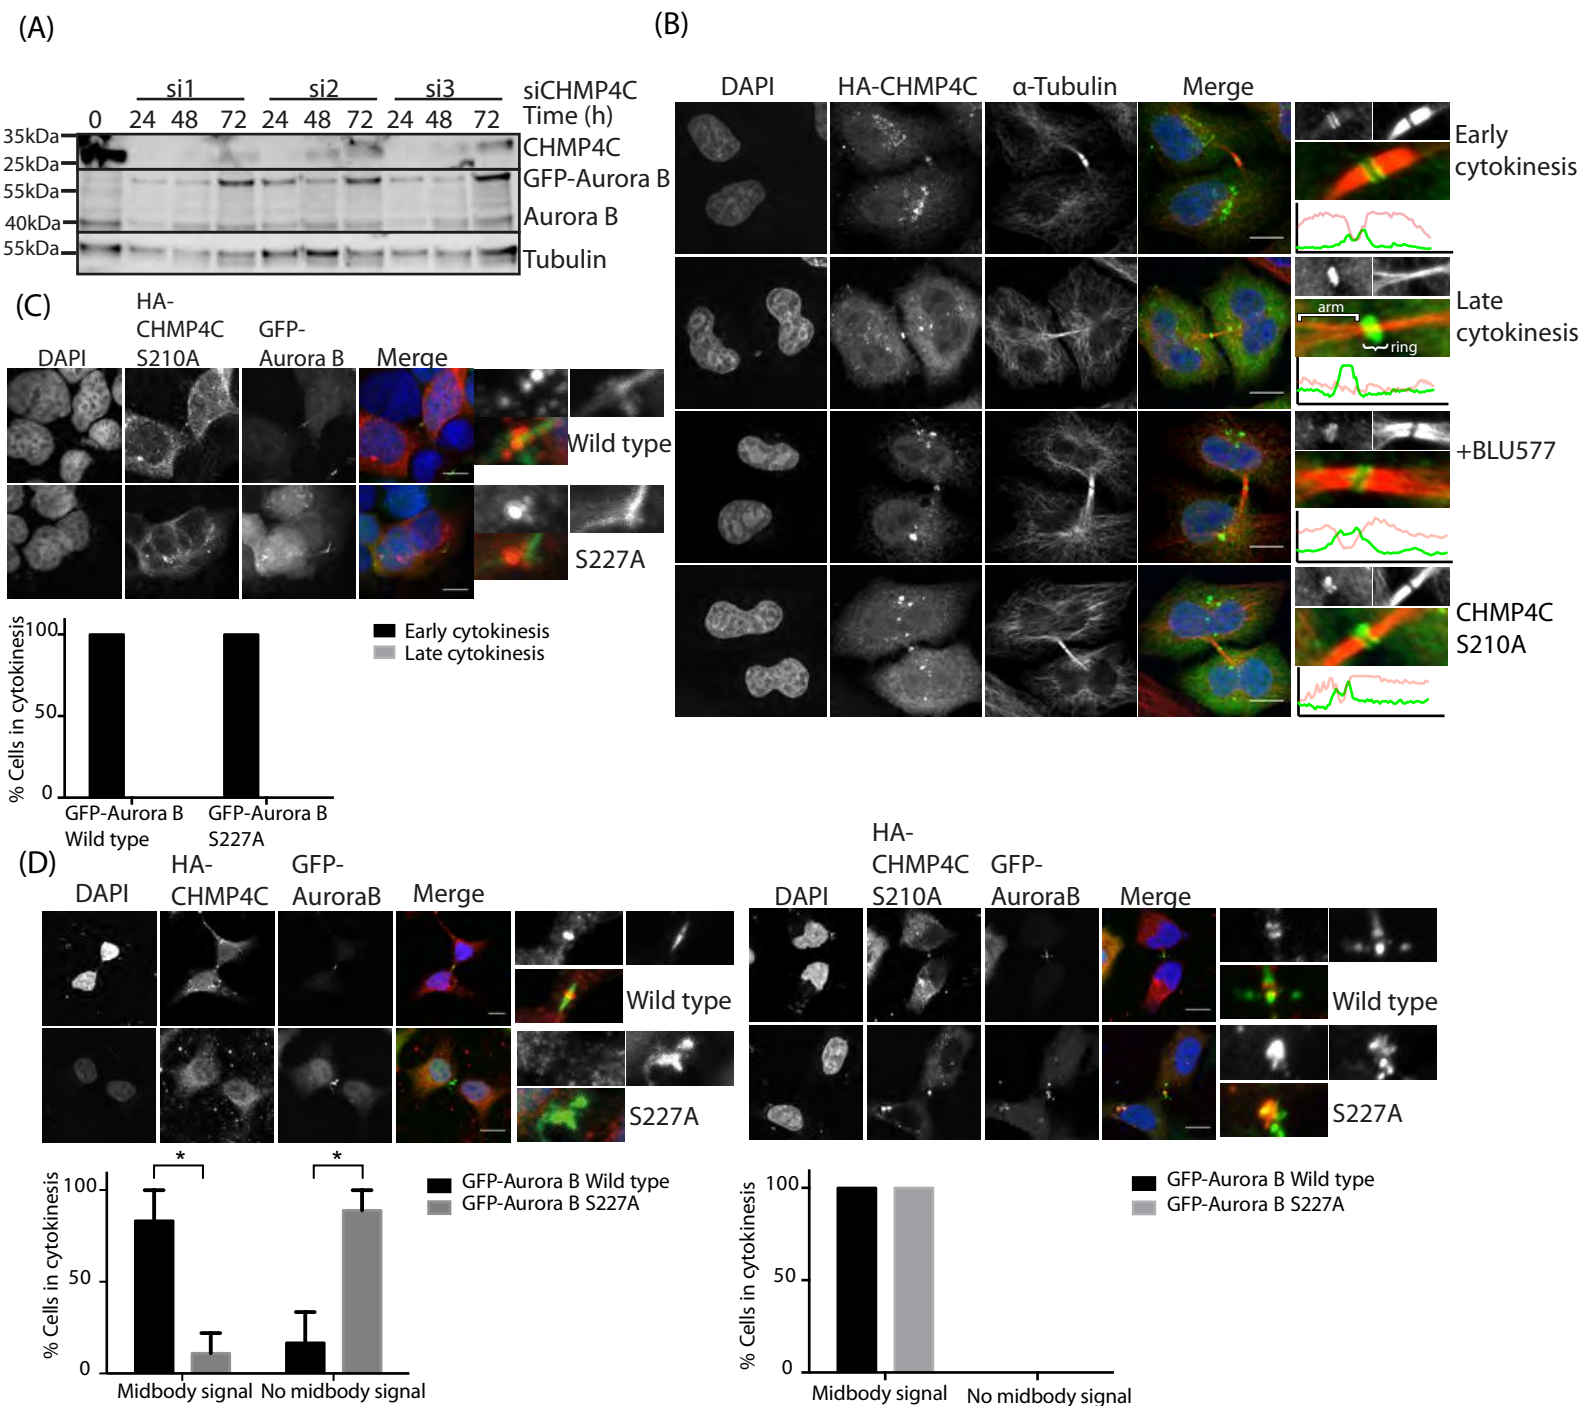 (A)
si1 si2 si3 siCHMP4C
0 24 48 72 24 48 72 24 48 72 Time (h)
35kDa
25kDa
CHMP4C
55kDa
GFP-Aurora B
40kDa
Aurora B
55kDa
Tubulin
(B)
DAPI HA-CHMP4C α-Tubulin Merge
Early
cytokinesis
Late
cytokinesis
arm
ring
+BLU577
CHMP4C
S210A
(C)
HA-
CHMP4C
S210A
GFP-
Aurora B
DAPI
Merge
Wild type
S227A
% Cells in cytokinesis
100
50
0
Early cytokinesis
Late cytokinesis
GFP-Aurora B
Wild type
GFP-Aurora B
S227A
(D)
DAPI
HA-
CHMP4C
GFP-
AuroraB
Merge
Wild type
S227A
% Cells in cytokinesis
100
50
0
*
*
GFP-Aurora B Wild type
GFP-Aurora B S227A
Midbody signal No midbody signal
DAPI
HA-
CHMP4C
S210A
GFP-
AuroraB
Merge
Wild type
S227A
% Cells in cytokinesis
100
50
0
GFP-Aurora B Wild type
GFP-Aurora B S227A
Midbody signal No midbody signal